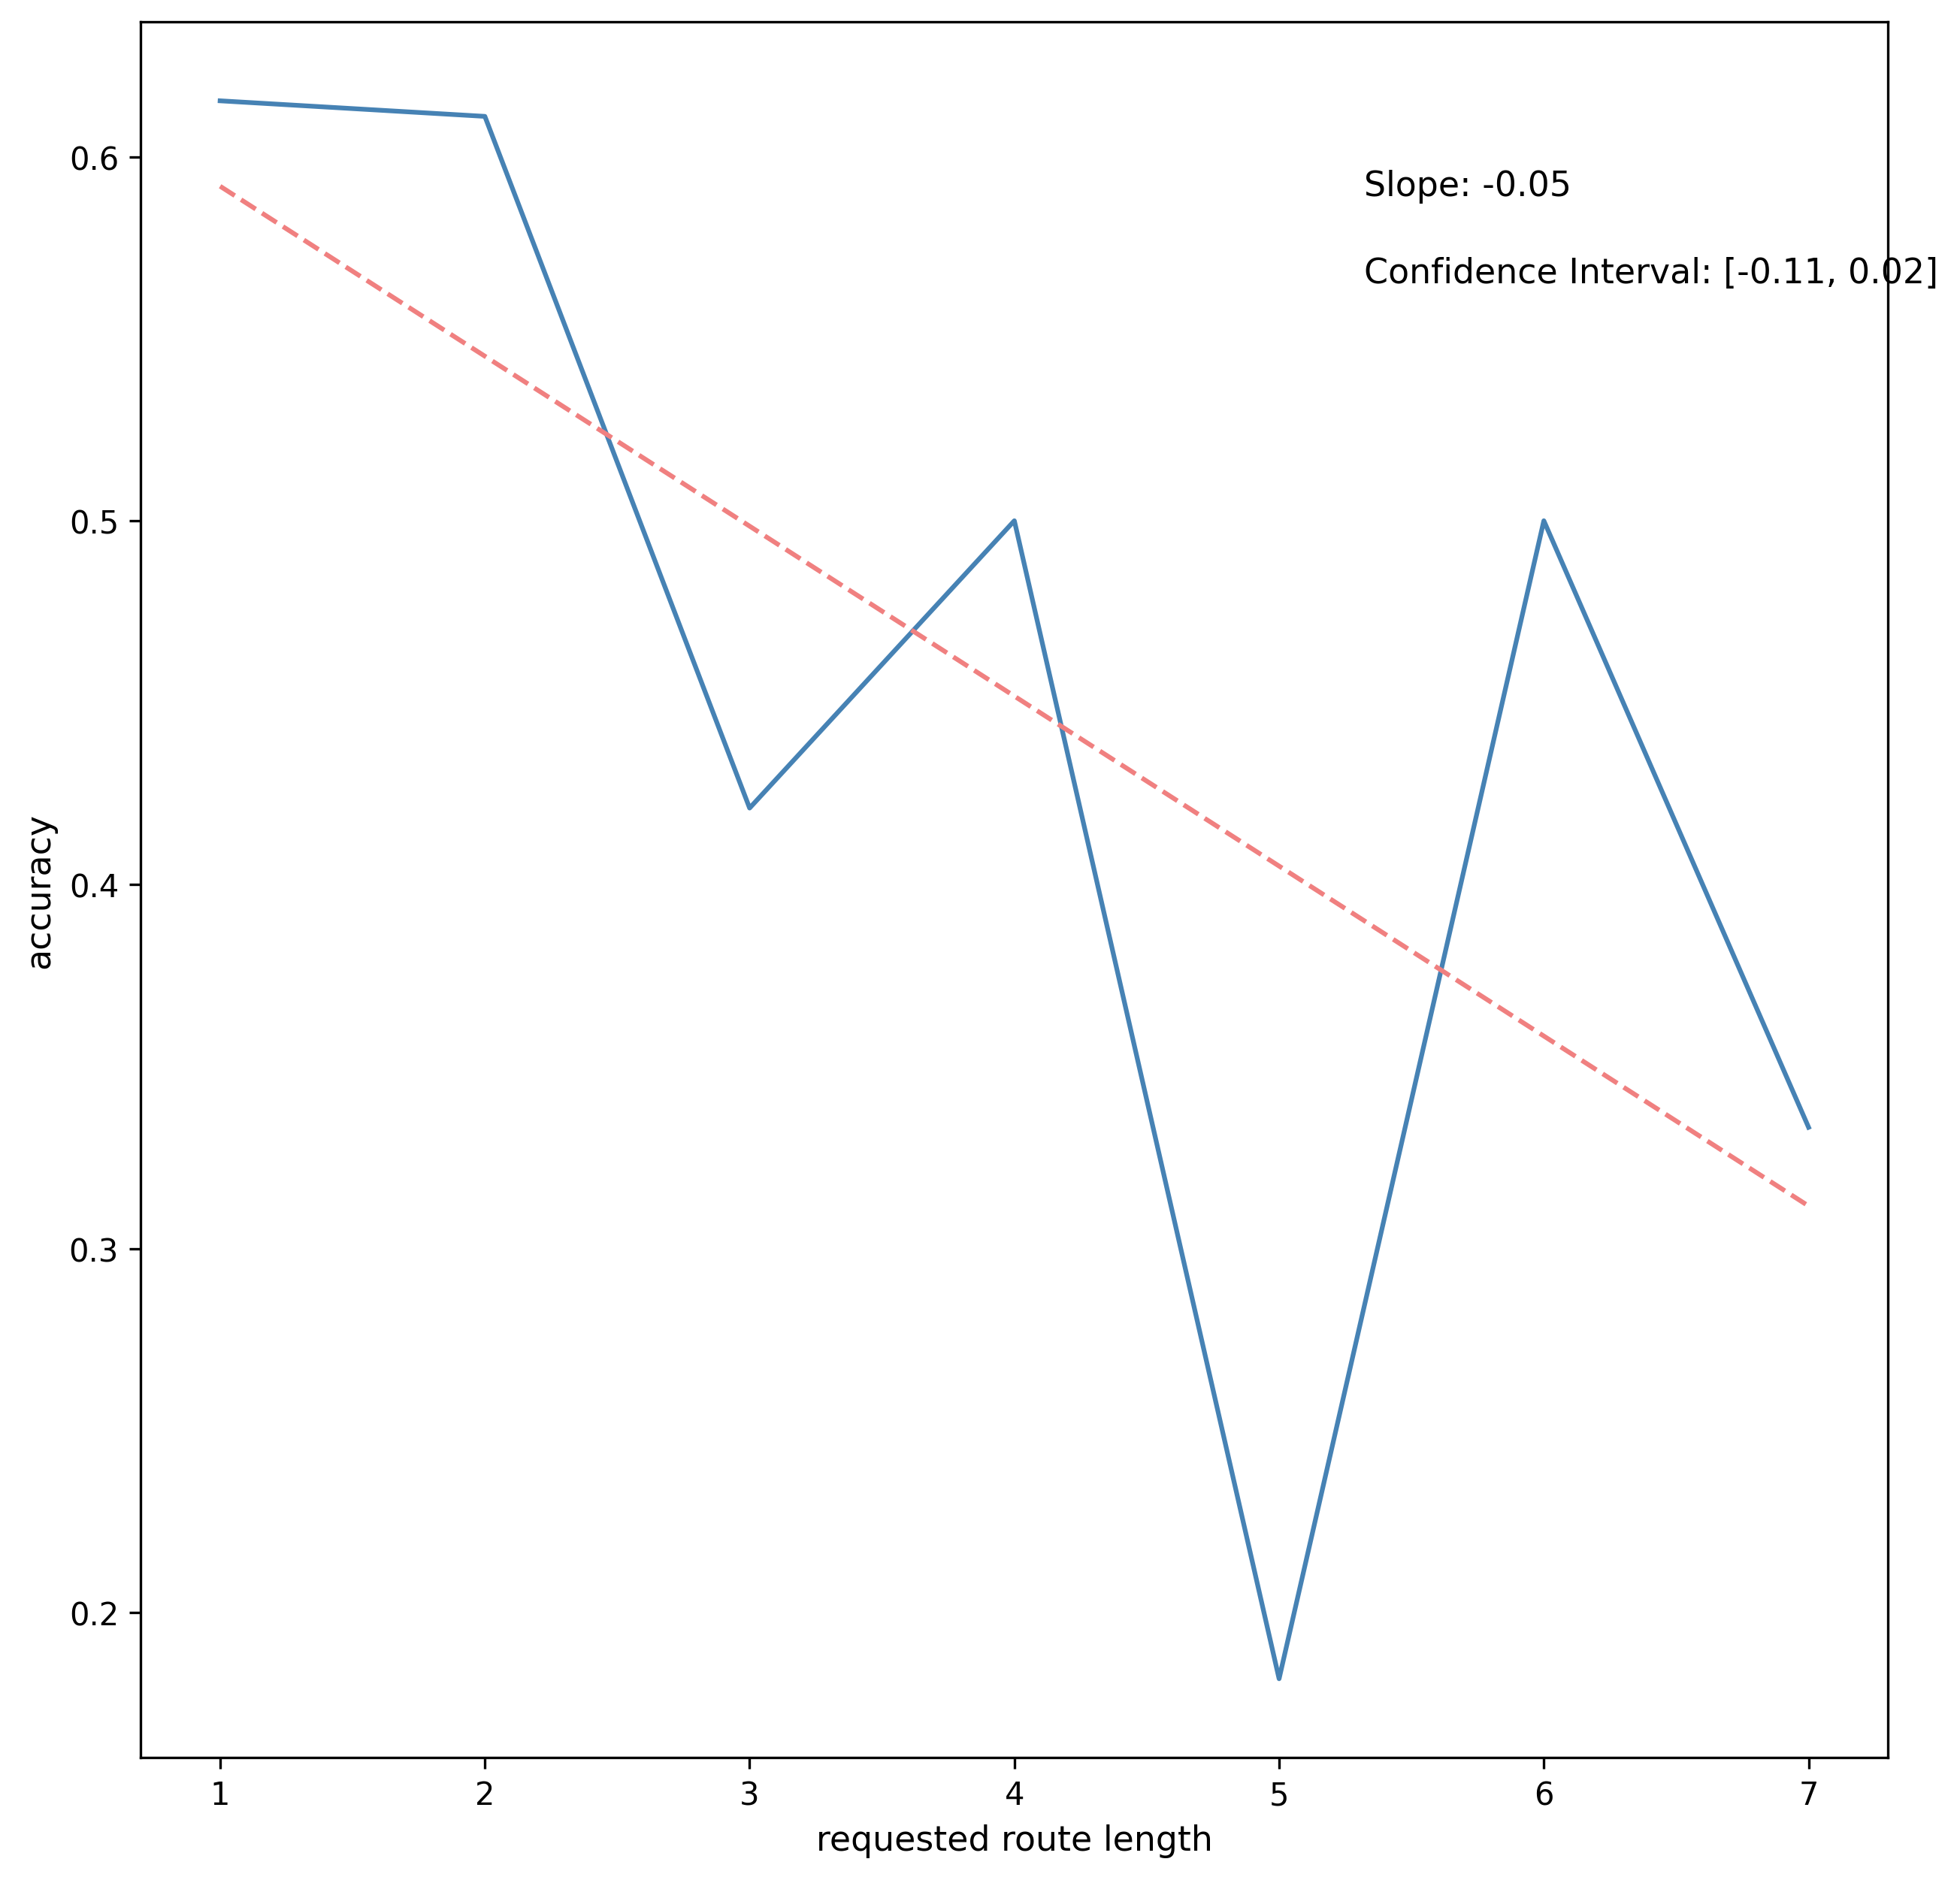 Slope: -0.05
Confidence Interval: [-0.11, 0.02]
accuracy
0.6
0.5
0.4
0.3
0.2
1 2 3 4 5 6 7
requested route length